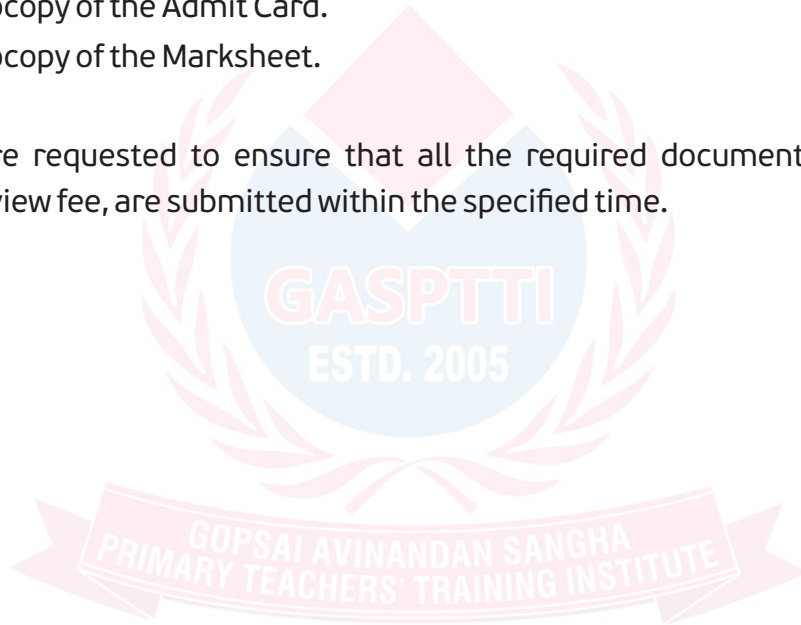 ocopy of the Admit Card.
ocopy of the Marksheet.
re requested to ensure that all the required document
view fee, are submitted within the specified time.
GASPTTI
ESTD. 2005
GOPSAI AVINANDAN SANGHA
PRIMARY TEACHERS' TRAINING INSTITUTE